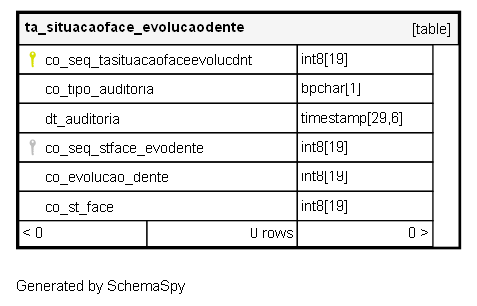 ta_situacaoface_evolucaodente [table]
co_seq_tasituacaofaceevolucdnt int8[19]
co_tipo_auditoria bpchar[1]
dt_auditoria timestamp[29,6]
co_seq_stface_evodente int8[19]
co_evolucao_dente int8[19]
co_st_face int8[19]
< 0 0 rows 0 >
Generated by SchemaSpy